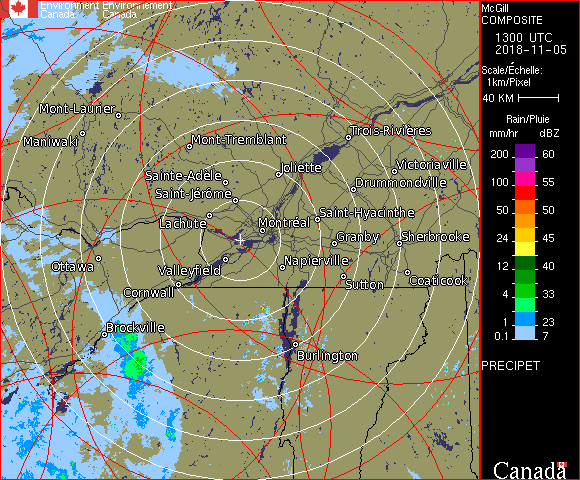 Environment Environnement
Canada Canada
McGill
COMPOSITE
1300 UTC
2018-11-05
Scale/Échelle:
1km/Pixel
40 KM
Rain/Pluie
mm/hr dBZ
200 60
150 57
100 55
50 50
24 45
12 40
4 33
1 23
0.1 7
PRECIPET
Canada
Mont-Laurier
Maniwaki
Mont-Tremblant
Trois-Rivières
Joliette
Victoriaville
Sainte-Adèle
Drummondville
Saint-Jérôme
Lachute
Saint-Hyacinthe
Montréal
Granby
Sherbrooke
Ottawa
Valleyfield
Napierville
Cornwall
Sutton
Coaticook
Brockville
Burlington